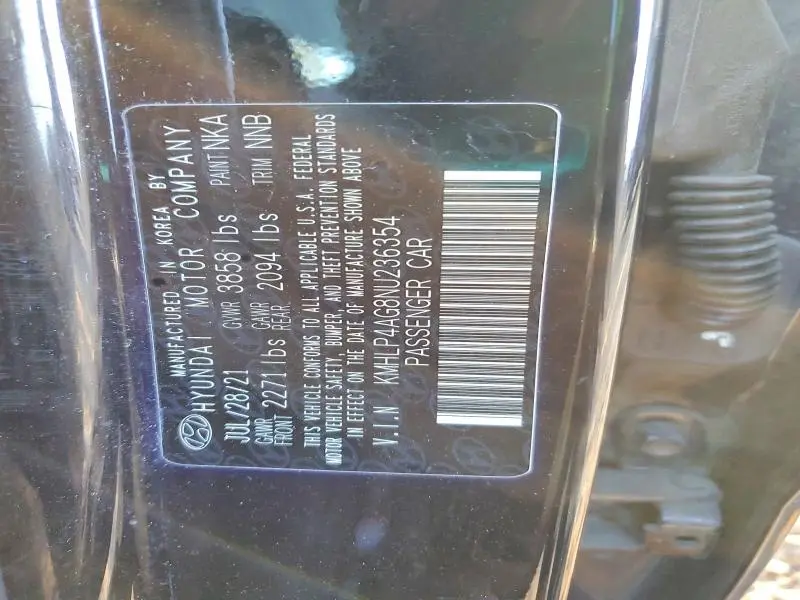 MANUFACTURED IN KOREA BY
HYUNDAI MOTOR COMPANY
JUL/28/21 GVWR 3858 lbs PAINT NKA
GAWR FRONT 2271 lbs GAWR REAR 2094 lbs TRIM NNB
THIS VEHICLE CONFORMS TO ALL APPLICABLE U.S.A. FEDERAL
MOTOR VEHICLE SAFETY, BUMPER, AND THEFT PREVENTION STANDARDS
IN EFFECT ON THE DATE OF MANUFACTURE SHOWN ABOVE
V.I.N KMHLP4AG8NU236354
PASSENGER CAR